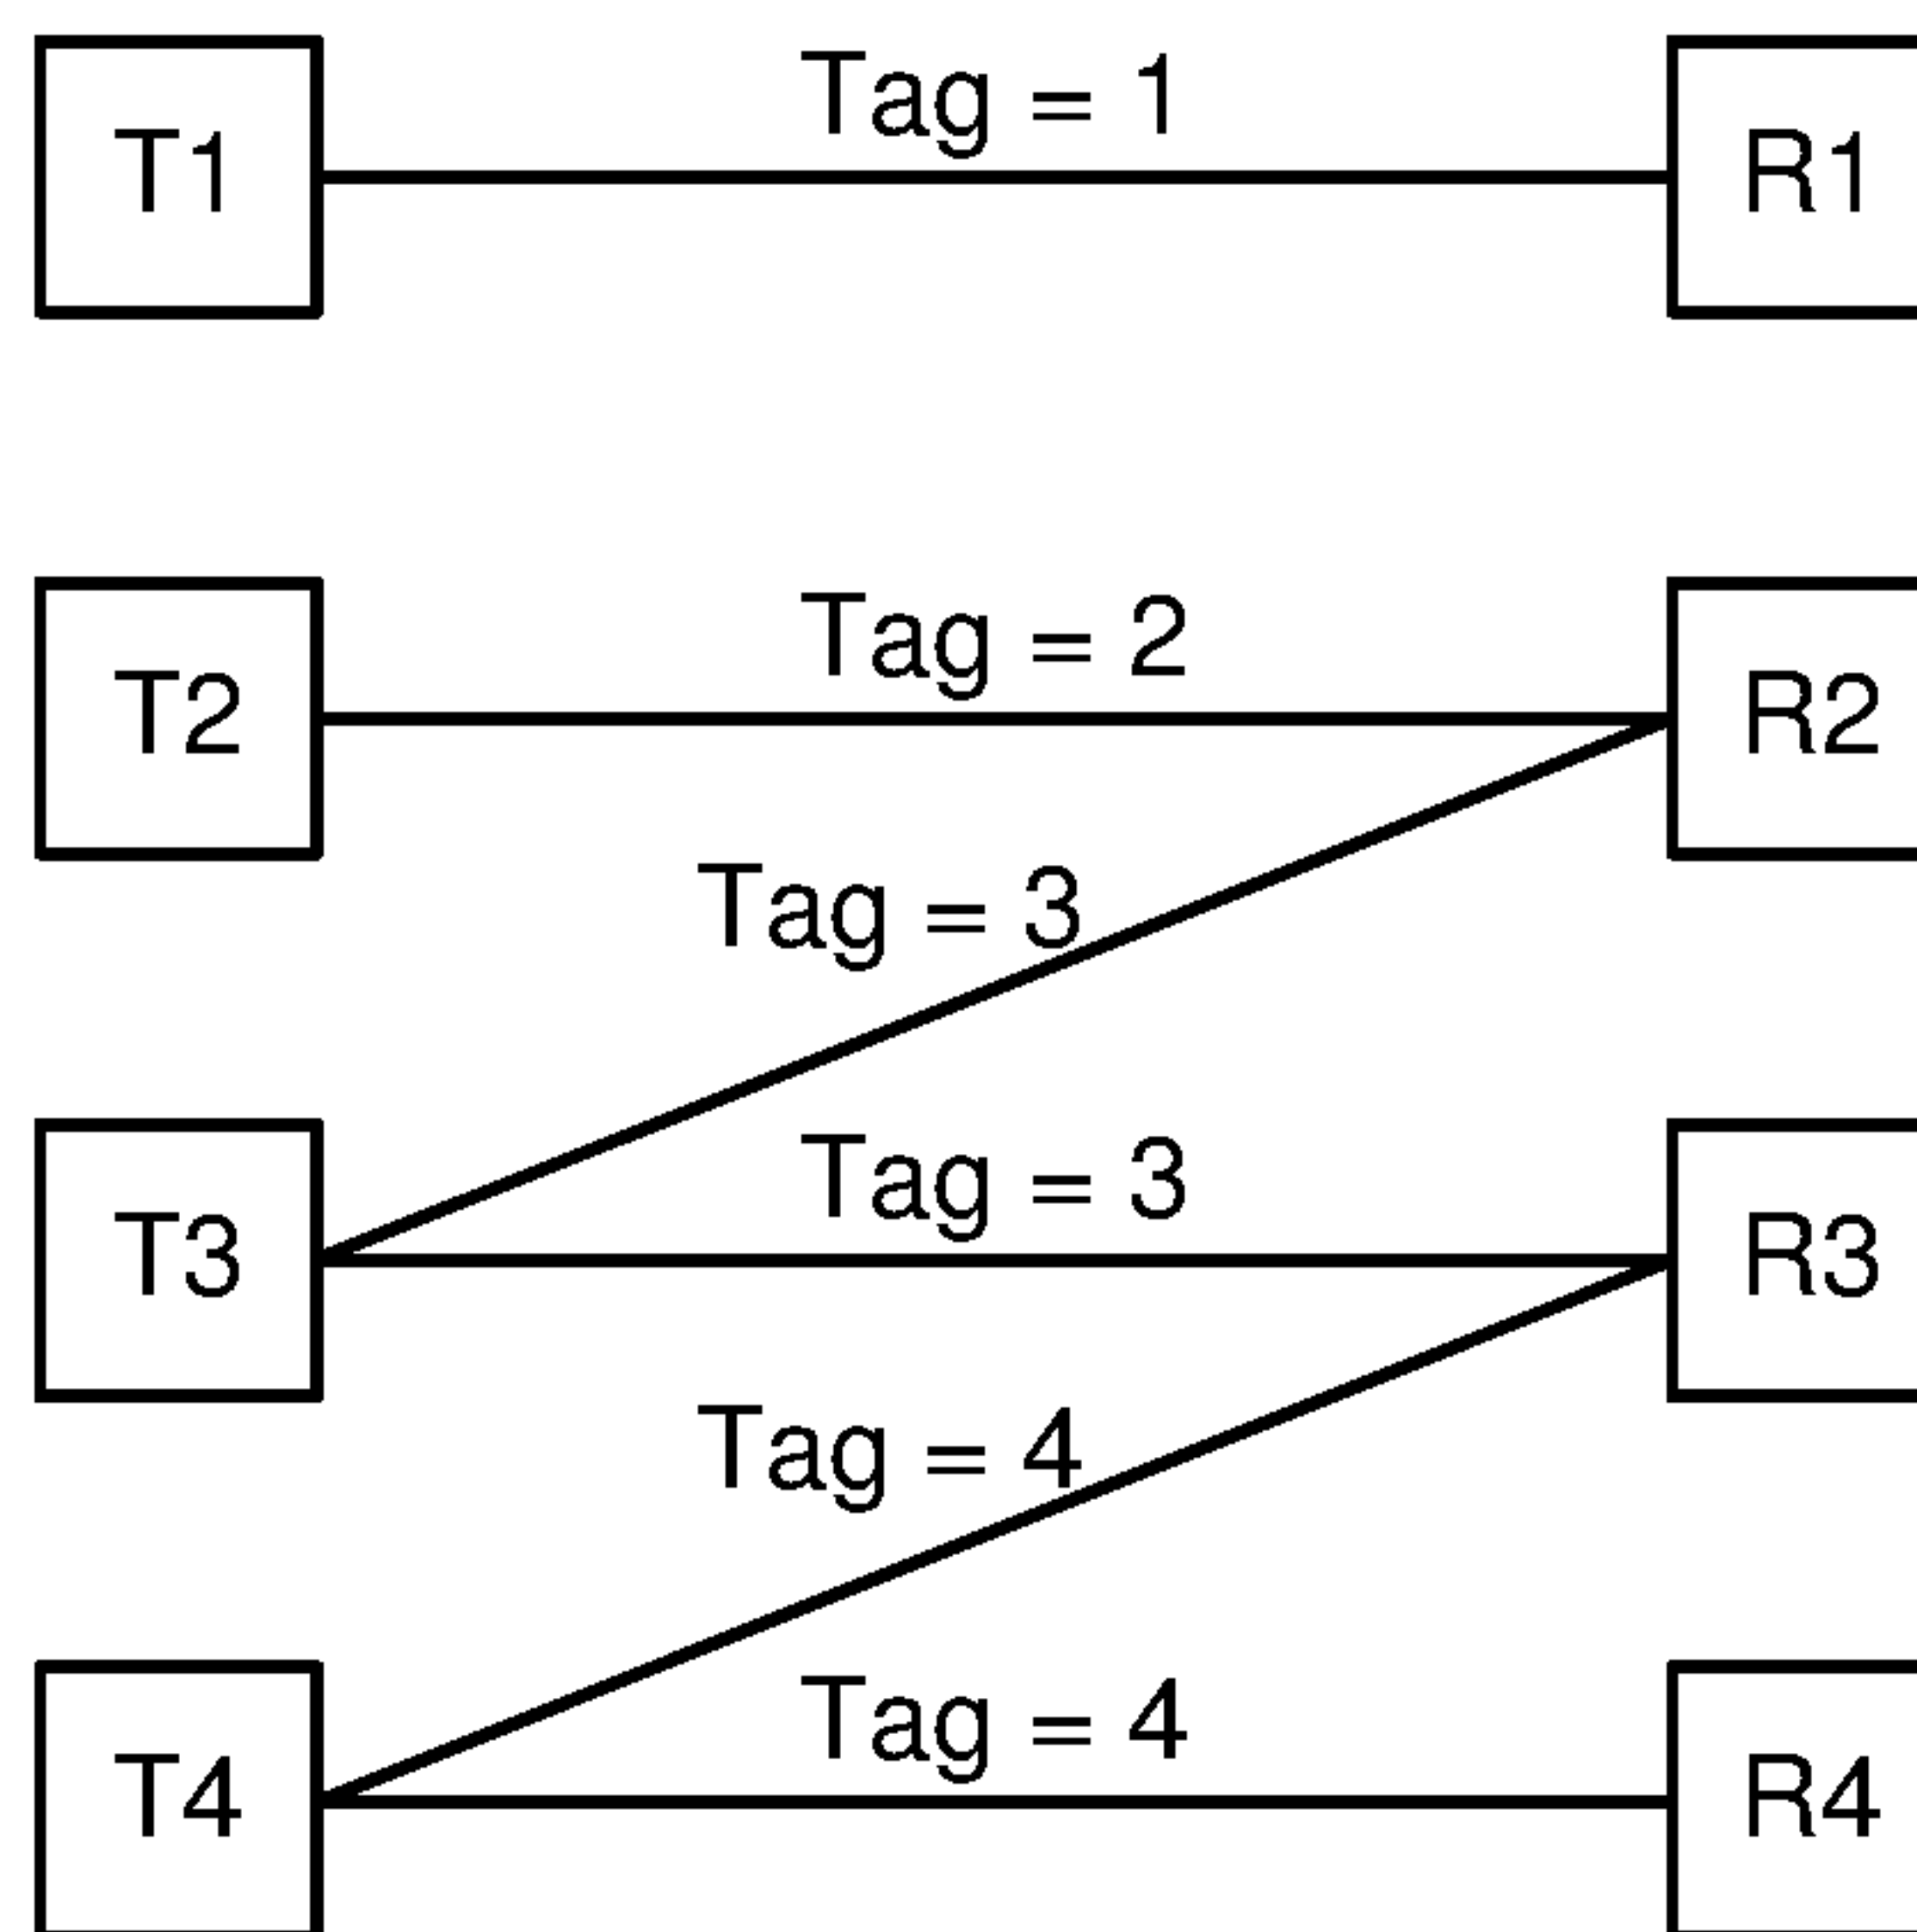 Tag = 1
T1 R1
Tag = 2
T2 R2
Tag = 3
Tag = 3
T3 R3
Tag = 4
Tag = 4
T4 R4